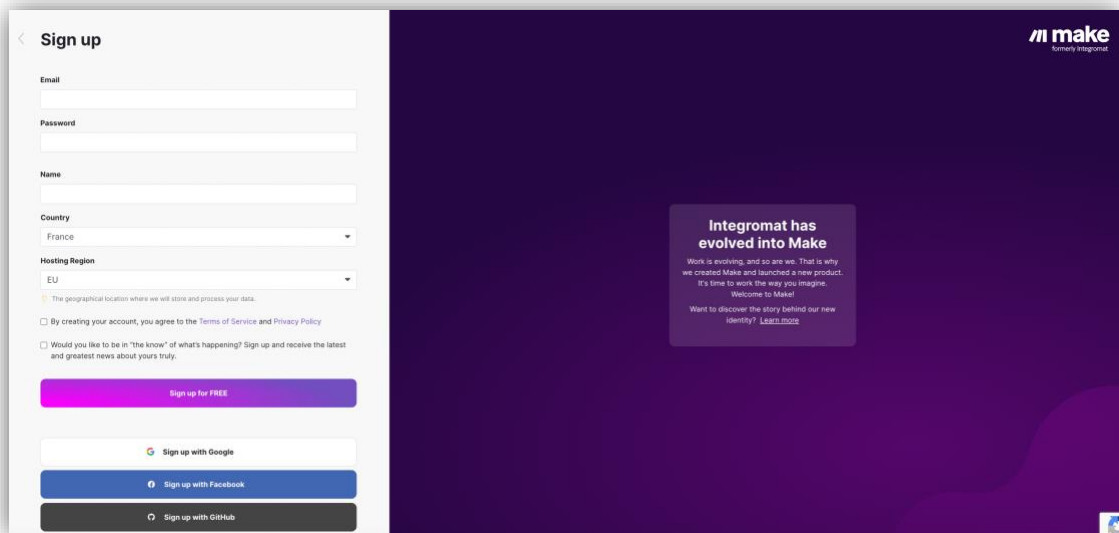 Sign up
Email
Password
Name
Country
France
Hosting Region
EU
The geographical location where we will store and process your data.
By creating your account, you agree to the Terms of Service and Privacy Policy
Would you like to be in "the know" of what's happening? Sign up and receive the latest
and greatest news about yours truly.
Sign up for FREE
Sign up with Google
Sign up with Facebook
Sign up with GitHub
make
formerly Integromat
Integromat has
evolved into Make
Work is evolving, and so are we. That is why
we created Make and launched a new product.
It's time to work the way you imagine.
Welcome to Make!
Want to discover the story behind our new
identity? Learn more